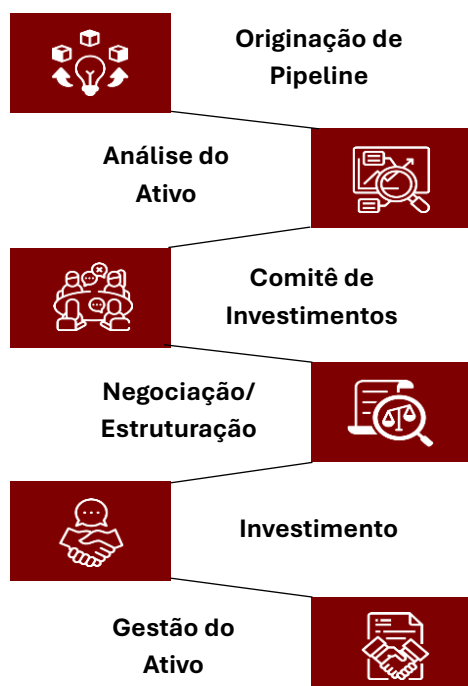 Originação de
Pipeline
Análise do
Ativo
Comitê de
Investimentos
Negociação/
Estruturação
Investimento
Gestão do
Ativo